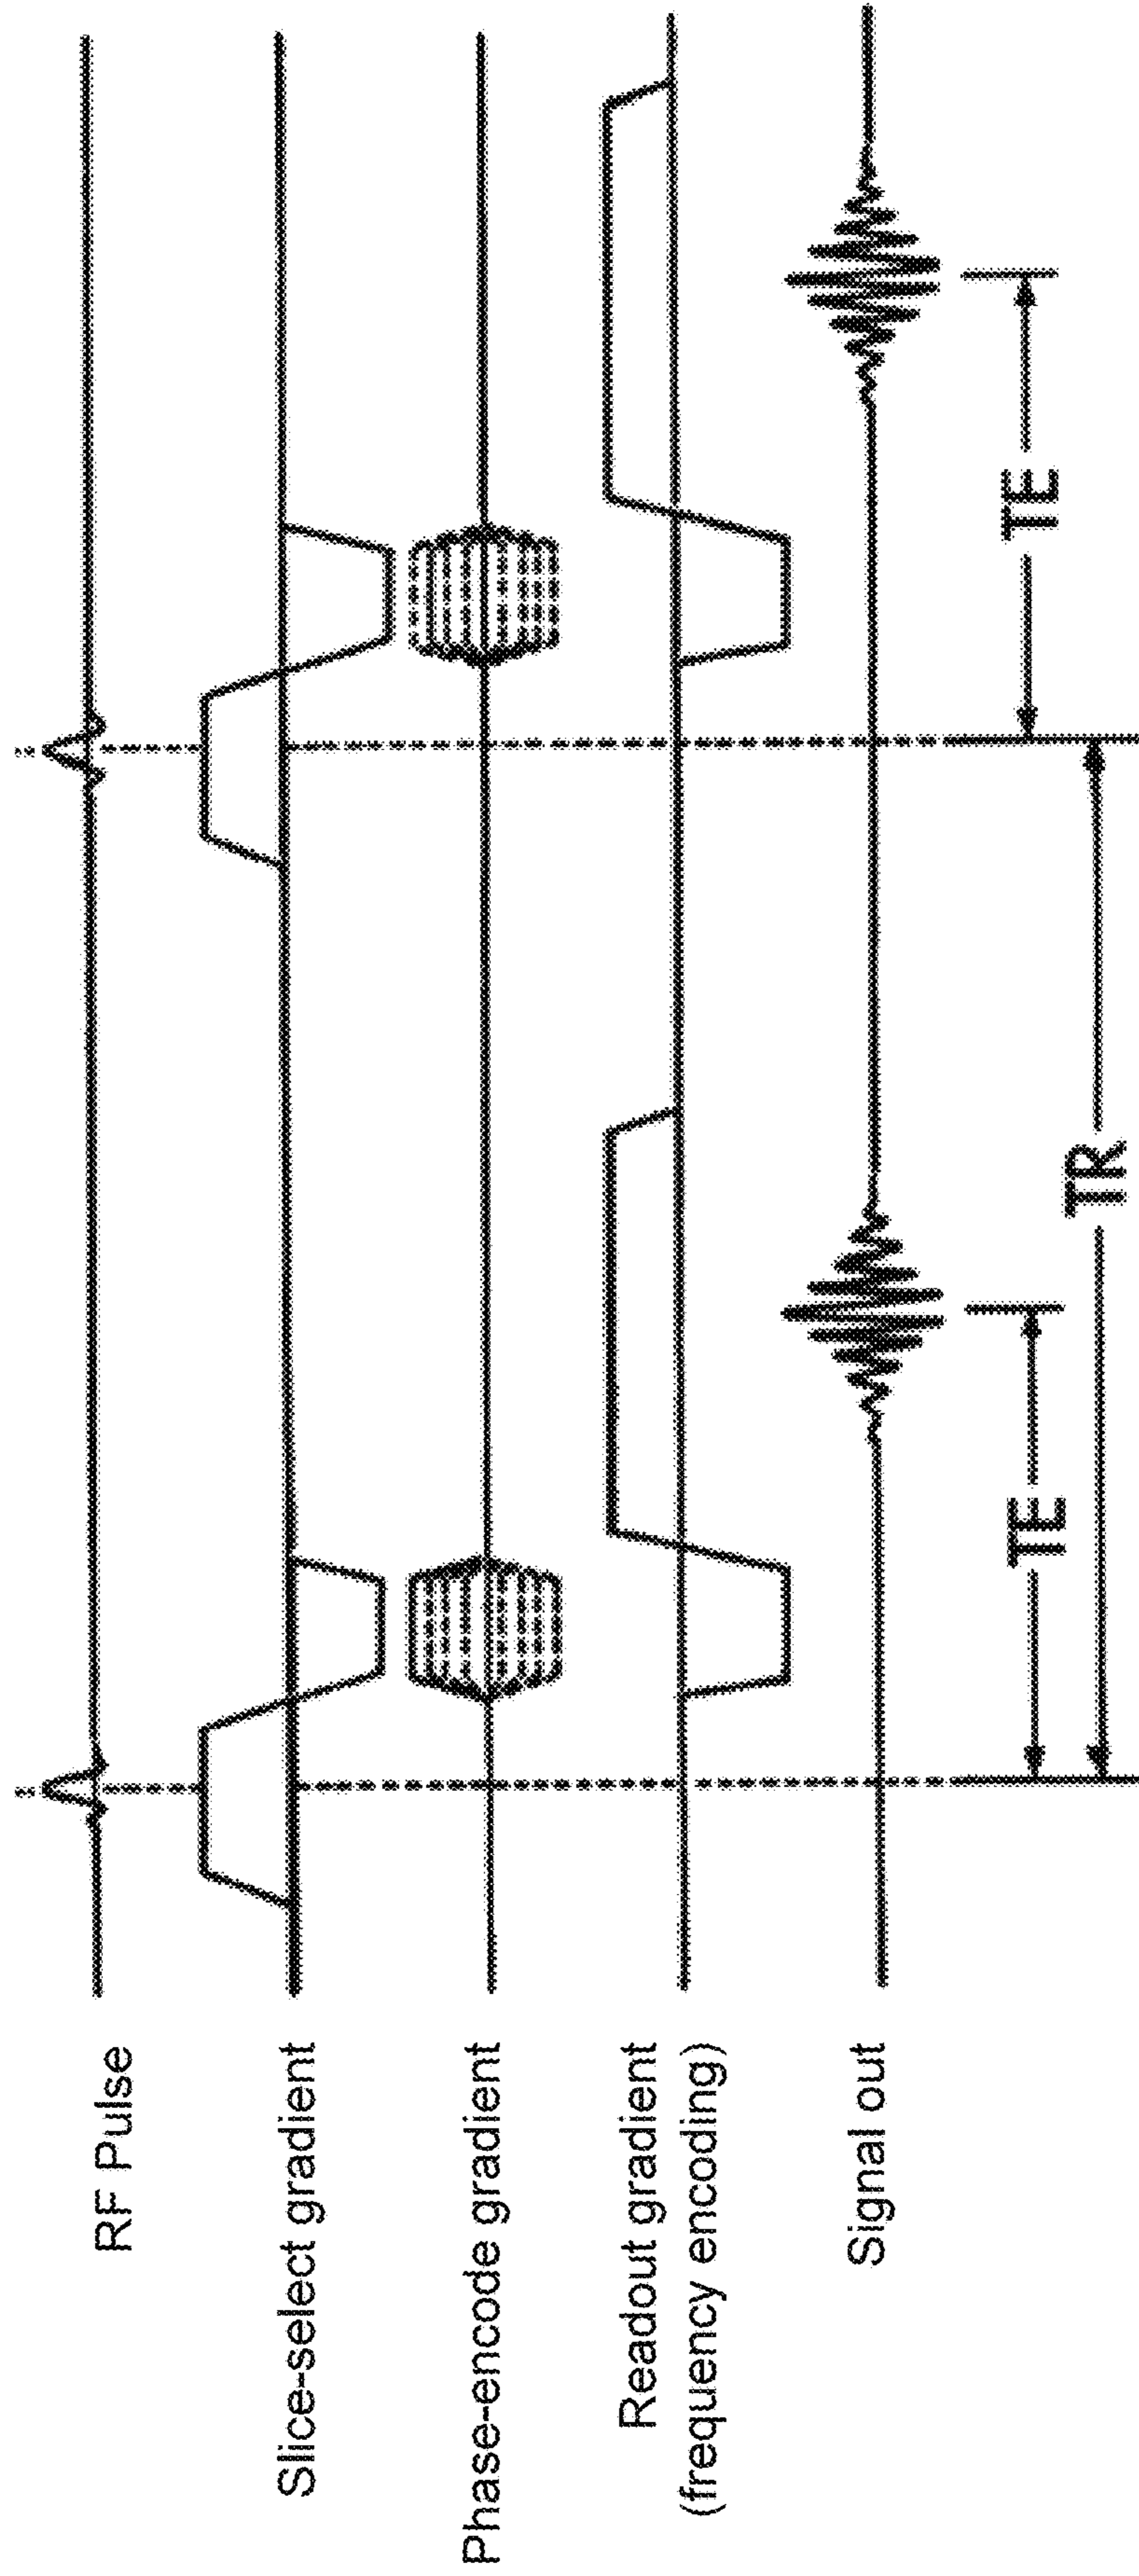 RF Pulse
Slice-select gradient
Phase-encode gradient
Readout gradient
(frequency encoding)
Signal out
TE
TE
TR